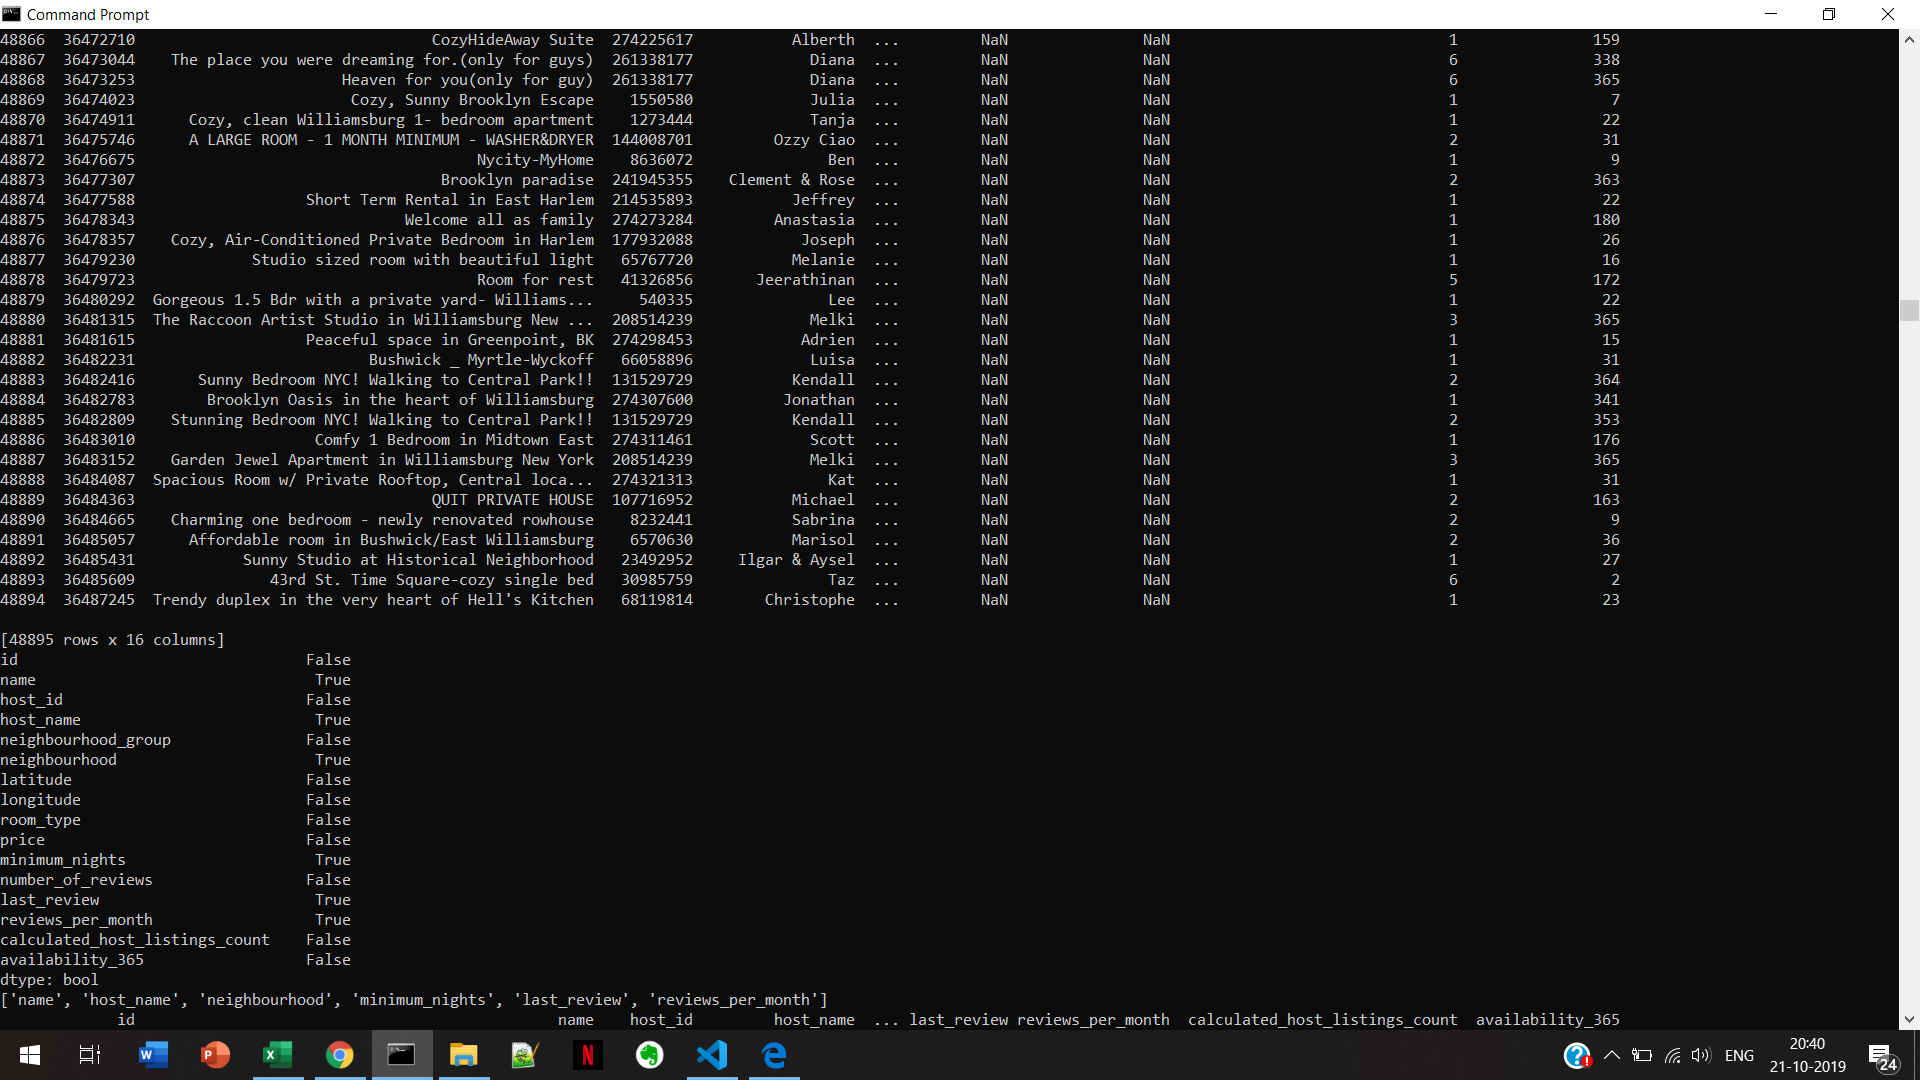 Command Prompt
48866 36472710 CozyHideAway Suite 274225617 Alberth ... NaN NaN 1 159
48867 36473044 The place you were dreaming for.(only for guys) 261338177 Diana ... NaN NaN 6 338
48868 36473253 Heaven for you(only for guy) 261338177 Diana ... NaN NaN 6 365
48869 36474023 Cozy, Sunny Brooklyn Escape 1550580 Julia ... NaN NaN 1 7
48870 36474911 Cozy, clean Williamsburg 1- bedroom apartment 1273444 Tanja ... NaN NaN 1 22
48871 36475746 A LARGE ROOM - 1 MONTH MINIMUM - WASHER&DRYER 144008701 Ozzy Ciao ... NaN NaN 2 31
48872 36476675 Nycity-MyHome 8636072 Ben ... NaN NaN 1 9
48873 36477307 Brooklyn paradise 241945355 Clement & Rose ... NaN NaN 2 363
48874 36477588 Short Term Rental in East Harlem 214535893 Jeffrey ... NaN NaN 1 22
48875 36478343 Welcome all as family 274273284 Anastasia ... NaN NaN 1 180
48876 36478357 Cozy, Air-Conditioned Private Bedroom in Harlem 177932088 Joseph ... NaN NaN 1 26
48877 36479230 Studio sized room with beautiful light 65767720 Melanie ... NaN NaN 1 16
48878 36479723 Room for rest 41326856 Jeerathinan ... NaN NaN 5 172
48879 36480292 Gorgeous 1.5 Bdr with a private yard- Williams... 540335 Lee ... NaN NaN 1 22
48880 36481315 The Raccoon Artist Studio in Williamsburg New ... 208514239 Melki ... NaN NaN 3 365
48881 36481615 Peaceful space in Greenpoint, BK 274298453 Adrien ... NaN NaN 1 15
48882 36482231 Bushwick _ Myrtle-Wyckoff 66058896 Luisa ... NaN NaN 1 31
48883 36482416 Sunny Bedroom NYC! Walking to Central Park!! 131529729 Kendall ... NaN NaN 2 364
48884 36482783 Brooklyn Oasis in the heart of Williamsburg 274307600 Jonathan ... NaN NaN 1 341
48885 36482809 Stunning Bedroom NYC! Walking to Central Park!! 131529729 Kendall ... NaN NaN 2 353
48886 36483010 Comfy 1 Bedroom in Midtown East 274311461 Scott ... NaN NaN 1 176
48887 36483152 Garden Jewel Apartment in Williamsburg New York 208514239 Melki ... NaN NaN 3 365
48888 36484087 Spacious Room w/ Private Rooftop, Central loca... 274321313 Kat ... NaN NaN 1 31
48889 36484363 QUIT PRIVATE HOUSE 107716952 Michael ... NaN NaN 2 163
48890 36484665 Charming one bedroom - newly renovated rowhouse 8232441 Sabrina ... NaN NaN 2 9
48891 36485057 Affordable room in Bushwick/East Williamsburg 6570630 Marisol ... NaN NaN 2 36
48892 36485431 Sunny Studio at Historical Neighborhood 23492952 Ilgar & Aysel ... NaN NaN 1 27
48893 36485609 43rd St. Time Square-cozy single bed 30985759 Taz ... NaN NaN 6 2
48894 36487245 Trendy duplex in the very heart of Hell's Kitchen 68119814 Christophe ... NaN NaN 1 23
[48895 rows x 16 columns]
id False
name True
host_id False
host_name True
neighbourhood_group False
neighbourhood True
latitude False
longitude False
room_type False
price False
minimum_nights True
number_of_reviews False
last_review True
reviews_per_month True
calculated_host_listings_count False
availability_365 False
dtype: bool
['name', 'host_name', 'neighbourhood', 'minimum_nights', 'last_review', 'reviews_per_month']
id name host_id host_name ... last_review reviews_per_month calculated_host_listings_count availability_365
ENG
20:40
21-10-2019
24